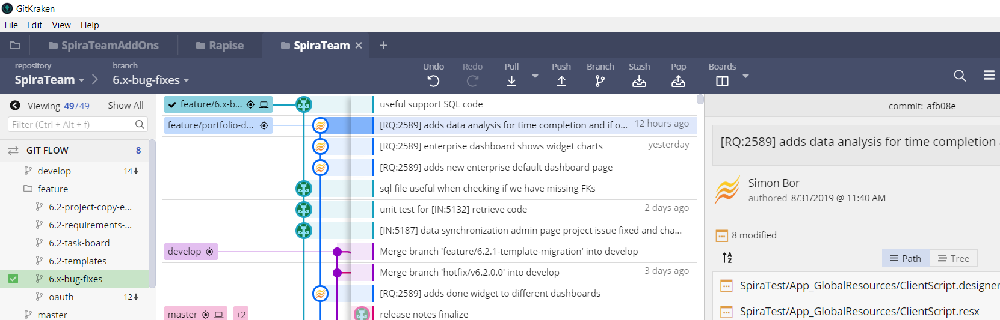 GitKraken
File Edit View Help
SpiraTeamAddOns Rapise SpiraTeam
repository branch
SpiraTeam 6.x-bug-fixes
Undo Redo Pull Push Branch Stash Pop Boards
Viewing 49/49 Show All
Filter (Ctrl + Alt + f)
GIT FLOW 8
develop 14
feature
6.2-project-copy-e...
6.2-requirements-...
6.2-task-board
6.2-templates
6.x-bug-fixes
oauth 12
master
feature/6.x-b... useful support SQL code
feature/portfolio-d... [RQ:2589] adds data analysis for time completion and if o... 12 hours ago
[RQ:2589] enterprise dashboard shows widget charts yesterday
[RQ:2589] adds new enterprise default dashboard page
sql file useful when checking if we have missing FKs
unit test for [IN:5132] retrieve code 2 days ago
[IN:5187] data synchronization admin page project issue fixed and cha...
develop Merge branch 'feature/6.2.1-template-migration' into develop
Merge branch 'hotfix/v6.2.0.0' into develop 3 days ago
[RQ:2589] adds done widget to different dashboards
master +2 release notes finalize
commit: afb08e
[RQ:2589] adds data analysis for time completion
Simon Bor
authored 8/31/2019 @ 11:40 AM
8 modified
Path Tree
SpiraTest/App_GlobalResources/ClientScript.designer
SpiraTest/App_GlobalResources/ClientScript.resx